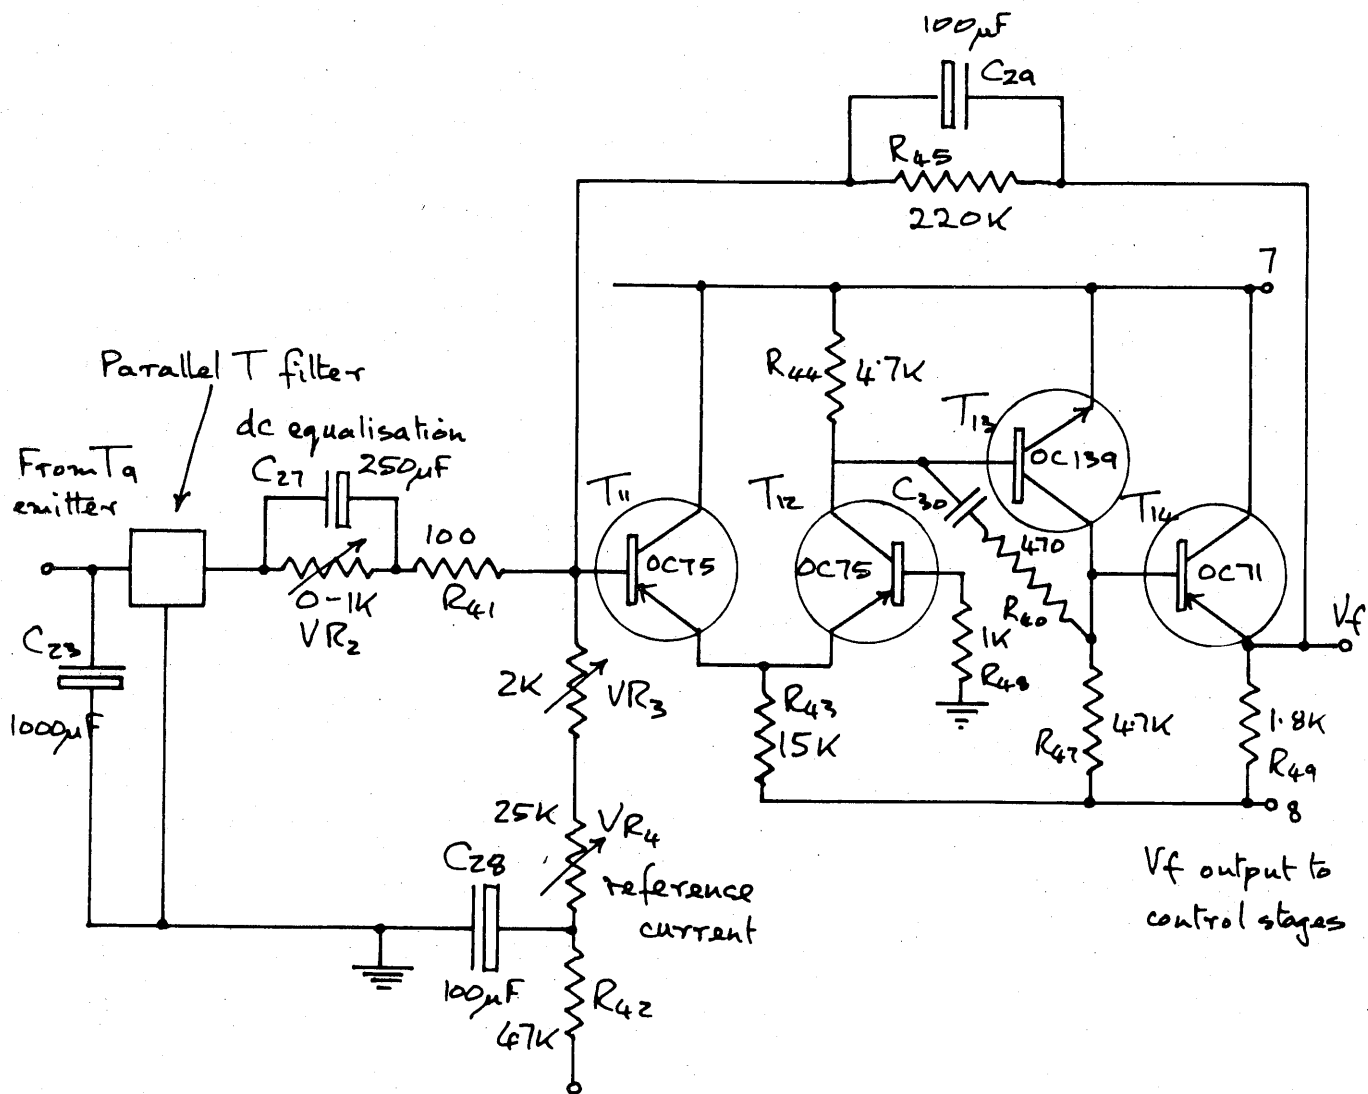 100µF
C29
R45
220K
7
Parallel T filter
R44
4.7K
dc equalisation
From T9
emitter
C27
250µF
T13
OC139
T11
T12
C30
T14
100
470
OC75
OC75
OC71
0-1K
VR2
R41
R40
Vf
C23
1K
R48
2K
VR3
R43
15K
4.7K
R47
1.8K
R49
1000µF
25K
VR4
8
C28
reference
current
Vf output to
control stages
100µF
R42
47K